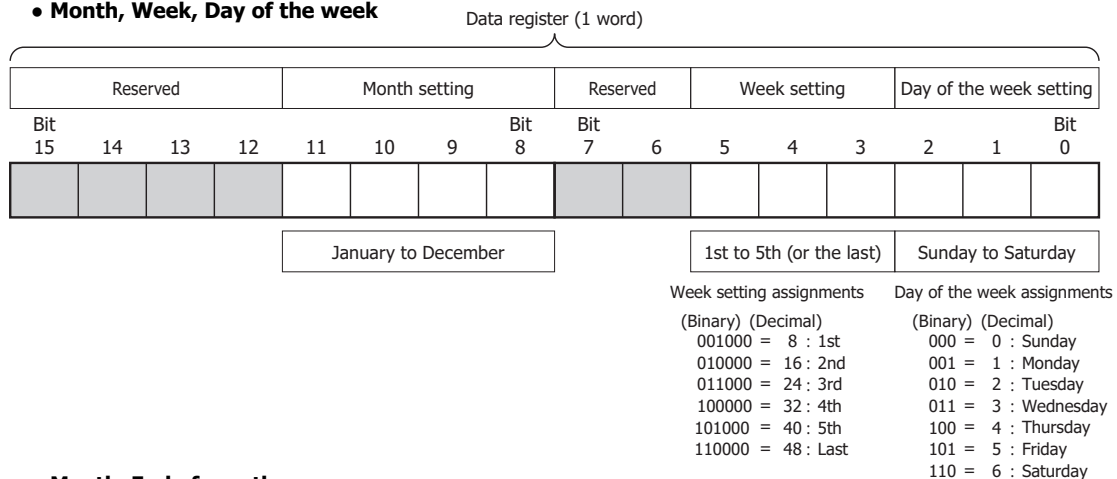 • Month, Week, Day of the week
Data register (1 word)
Reserved Month setting Reserved Week setting Day of the week setting
Bit Bit Bit Bit
15 14 13 12 11 10 9 8 7 6 5 4 3 2 1 0
January to December 1st to 5th (or the last) Sunday to Saturday
Week setting assignments Day of the week assignments
(Binary) (Decimal) (Binary) (Decimal)
001000 = 8 : 1st 000 = 0 : Sunday
010000 = 16 : 2nd 001 = 1 : Monday
011000 = 24 : 3rd 010 = 2 : Tuesday
100000 = 32 : 4th 011 = 3 : Wednesday
101000 = 40 : 5th 100 = 4 : Thursday
110000 = 48 : Last 101 = 5 : Friday
110 = 6 : Saturday